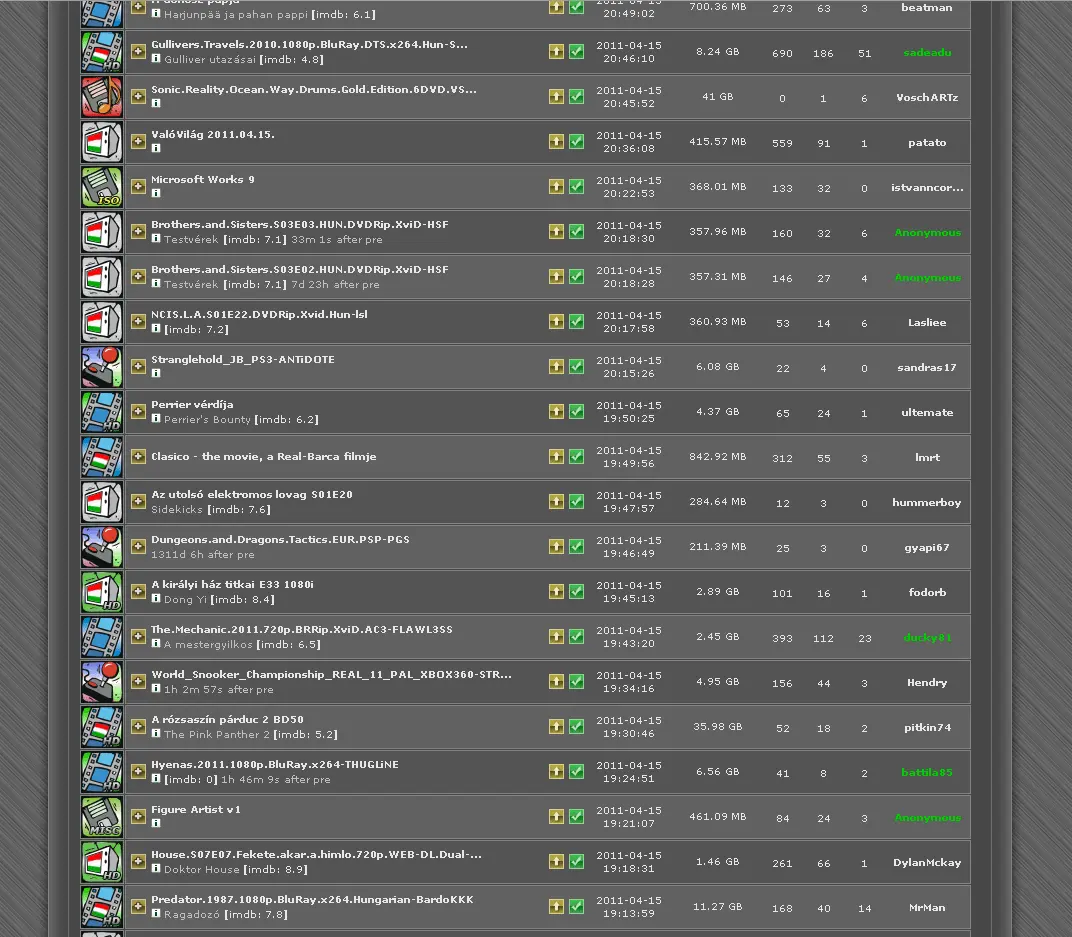 Harjunpää ja pahan pappi [imdb: 6.1] 20:49:02 700.36 MB 273 63 3 beatman
Gullivers.Travels.2010.1080p.BluRay.DTS.x264.Hun-S... 2011-04-15 8.24 GB 690 186 51 sadeadu
HD Gulliver utazásai [imdb: 4.8] 20:46:10
Sonic.Reality.Ocean.Way.Drums.Gold.Edition.6DVD.VS... 2011-04-15 41 GB 0 1 6 VoschARTz
20:45:52
ValóVilág 2011.04.15. 2011-04-15 415.57 MB 559 91 1 patato
20:36:08
Microsoft Works 9 2011-04-15 368.01 MB 133 32 0 istvanncor...
ISO 20:22:53
Brothers.and.Sisters.S03E03.HUN.DVDRip.XviD-HSF 2011-04-15 357.96 MB 160 32 6 Anonymous
Testvérek [imdb: 7.1] 33m 1s after pre 20:18:30
Brothers.and.Sisters.S03E02.HUN.DVDRip.XviD-HSF 2011-04-15 357.31 MB 146 27 4 Anonymous
Testvérek [imdb: 7.1] 7d 23h after pre 20:18:28
NCIS.L.A.S01E22.DVDRip.Xvid.Hun-lsl 2011-04-15 360.93 MB 53 14 6 Lasliee
[imdb: 7.2] 20:17:58
Stranglehold_JB_PS3-ANTiDOTE 2011-04-15 6.08 GB 22 4 0 sandras17
20:15:26
Perrier vérdíja 2011-04-15 4.37 GB 65 24 1 ultemate
HD Perrier's Bounty [imdb: 6.2] 19:50:25
Clasico - the movie, a Real-Barca filmje 2011-04-15 842.92 MB 312 55 3 lmrt
19:49:56
Az utolsó elektromos lovag S01E20 2011-04-15 284.64 MB 12 3 0 hummerboy
Sidekicks [imdb: 7.6] 19:47:57
Dungeons.and.Dragons.Tactics.EUR.PSP-PGS 2011-04-15 211.39 MB 25 3 0 gyapi67
1311d 6h after pre 19:46:49
A királyi ház titkai E33 1080i 2011-04-15 2.89 GB 101 16 1 fodorb
HD Dong Yi [imdb: 8.4] 19:45:13
The.Mechanic.2011.720p.BRRip.XviD.AC3-FLAWL3SS 2011-04-15 2.45 GB 393 112 23 ducky81
A mestergyilkos [imdb: 6.5] 19:43:20
World_Snooker_Championship_REAL_11_PAL_XBOX360-STR... 2011-04-15 4.95 GB 156 44 3 Hendry
1h 2m 57s after pre 19:34:16
A rózsaszín párduc 2 BD50 2011-04-15 35.98 GB 52 18 2 pitkin74
HD The Pink Panther 2 [imdb: 5.2] 19:30:46
Hyenas.2011.1080p.BluRay.x264-THUGLiNE 2011-04-15 6.56 GB 41 8 2 battila85
HD [imdb: 0] 1h 46m 9s after pre 19:24:51
Figure Artist v1 2011-04-15 461.09 MB 84 24 3 Anonymous
MISC 19:21:07
House.S07E07.Fekete.akar.a.himlo.720p.WEB-DL.Dual-... 2011-04-15 1.46 GB 261 66 1 DylanMckay
HD Doktor House [imdb: 8.9] 19:18:31
Predator.1987.1080p.BluRay.x264.Hungarian-BardoKKK 2011-04-15 11.27 GB 168 40 14 MrMan
HD Ragadozó [imdb: 7.8] 19:13:59